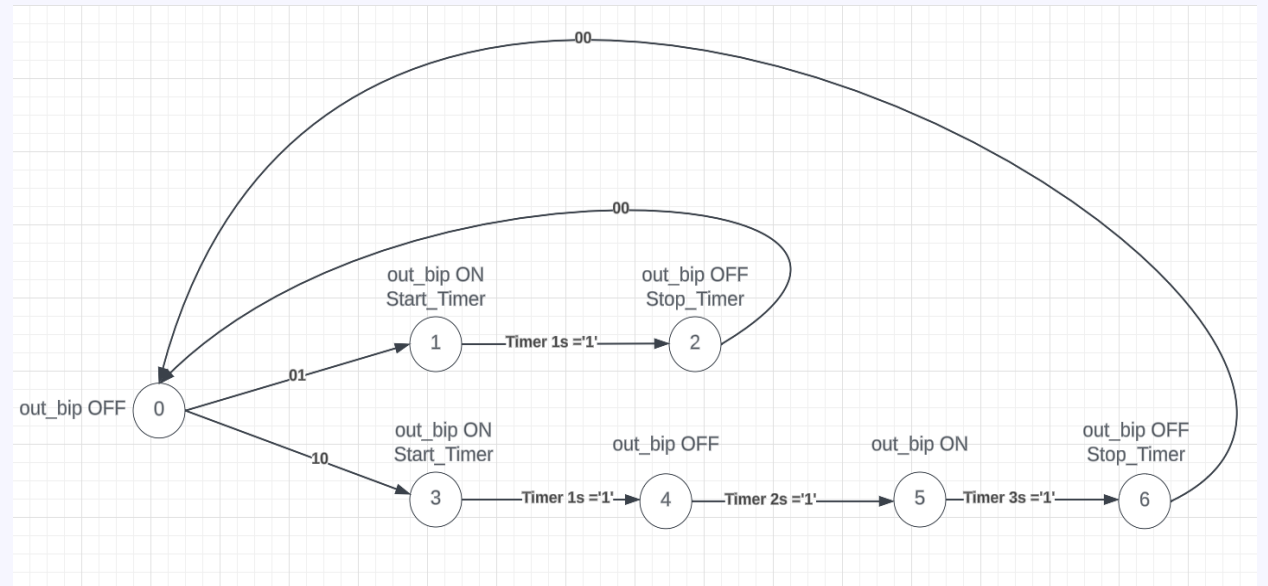 00
00
out_bip ON
Start_Timer
out_bip OFF
Stop_Timer
1
Timer 1s ='1'
2
01
out_bip OFF
0
10
out_bip ON
Start_Timer
out_bip OFF
out_bip ON
out_bip OFF
Stop_Timer
3
Timer 1s ='1'
4
Timer 2s ='1'
5
Timer 3s ='1'
6